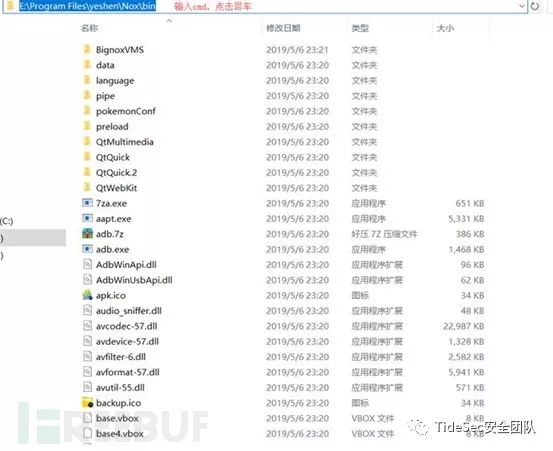 E:\Program Files\yeshen\Nox\bin 输入cmd，点击回车
名称 修改日期 类型 大小
BignoxVMS 2019/5/6 23:21 文件夹
data 2019/5/6 23:20 文件夹
language 2019/5/6 23:20 文件夹
pipe 2019/5/6 23:20 文件夹
pokemonConf 2019/5/6 23:20 文件夹
preload 2019/5/6 23:20 文件夹
QtMultimedia 2019/5/6 23:20 文件夹
QtQuick 2019/5/6 23:20 文件夹
QtQuick.2 2019/5/6 23:20 文件夹
QtWebKit 2019/5/6 23:20 文件夹
7za.exe 2019/5/6 23:20 应用程序 651 KB
(C:) aapt.exe 2019/5/6 23:20 应用程序 5,331 KB
) adb.7z 2019/5/6 23:20 好压 7Z 压缩文件 386 KB
) adb.exe 2019/5/6 23:20 应用程序 1,468 KB
AdbWinApi.dll 2019/5/6 23:20 应用程序扩展 96 KB
AdbWinUsbApi.dll 2019/5/6 23:20 应用程序扩展 62 KB
apk.ico 2019/5/6 23:20 图标 34 KB
audio_sniffer.dll 2019/5/6 23:20 应用程序扩展 48 KB
avcodec-57.dll 2019/5/6 23:20 应用程序扩展 22,987 KB
avdevice-57.dll 2019/5/6 23:20 应用程序扩展 1,328 KB
avfilter-6.dll 2019/5/6 23:20 应用程序扩展 2,582 KB
avformat-57.dll 2019/5/6 23:20 应用程序扩展 5,941 KB
avutil-55.dll 2019/5/6 23:20 应用程序扩展 571 KB
backup.ico 2019/5/6 23:20 图标 34 KB
base.vbox 2019/5/6 23:20 VBOX 文件 8 KB
base4.vbox 2019/5/6 23:20 VBOX 文件 8 KB
FREEBUF
TideSec安全团队